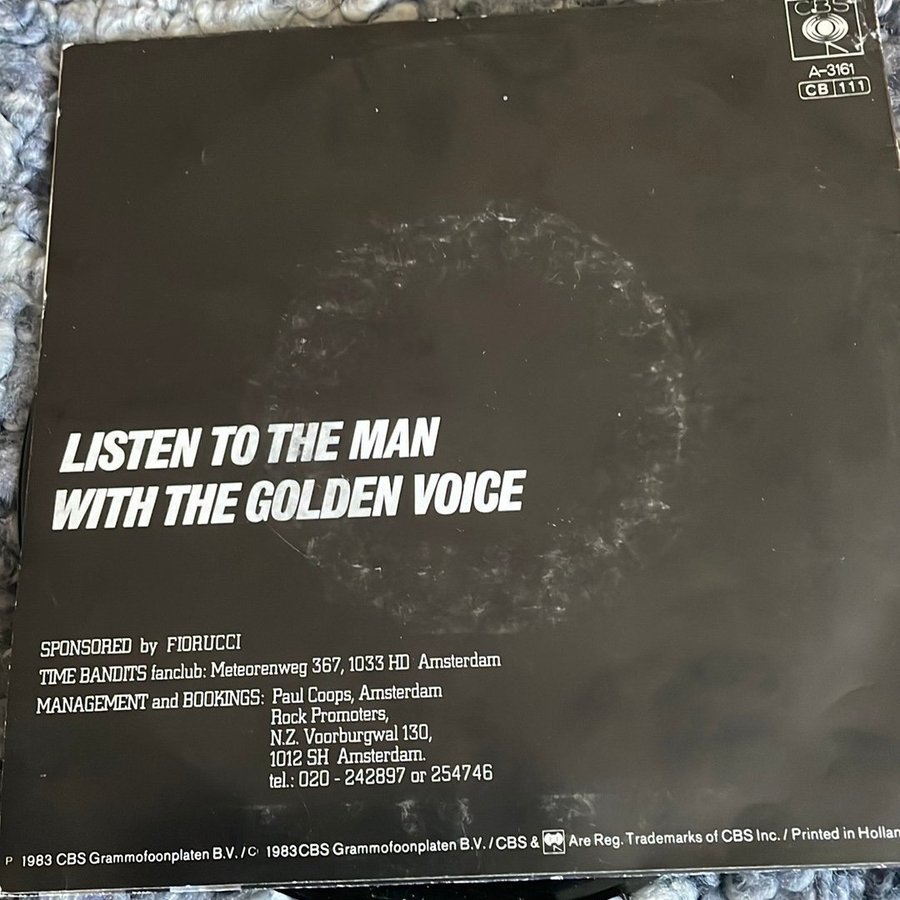 CBS
A-3161
CB 111
LISTEN TO THE MAN
WITH THE GOLDEN VOICE
SPONSORED by FIORUCCI
TIME BANDITS fanclub: Meteorenweg 367, 1033 HD Amsterdam
MANAGEMENT and BOOKINGS: Paul Coops, Amsterdam
Rock Promoters,
N.Z. Voorburgwal 130,
1012 SH Amsterdam.
tel.: 020 - 242897 or 254746
P 1983 CBS Grammofoonplaten B.V. / C 1983 CBS Grammofoonplaten B.V. / CBS & Are Reg. Trademarks of CBS Inc. / Printed in Hollan